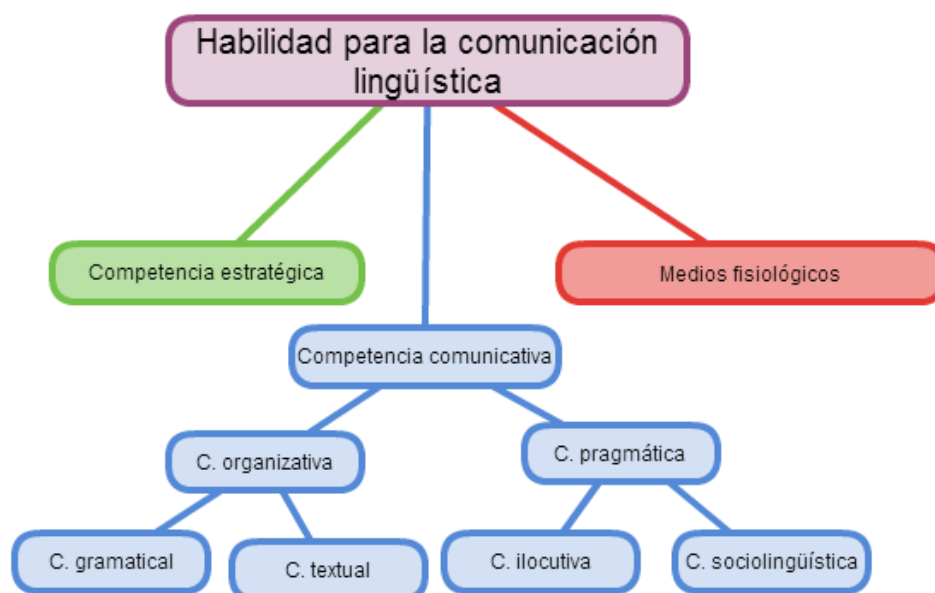 Habilidad para la comunicación
lingüística
Competencia estratégica
Medios fisiológicos
Competencia comunicativa
C. organizativa
C. pragmática
C. gramatical
C. textual
C. ilocutiva
C. sociolingüística